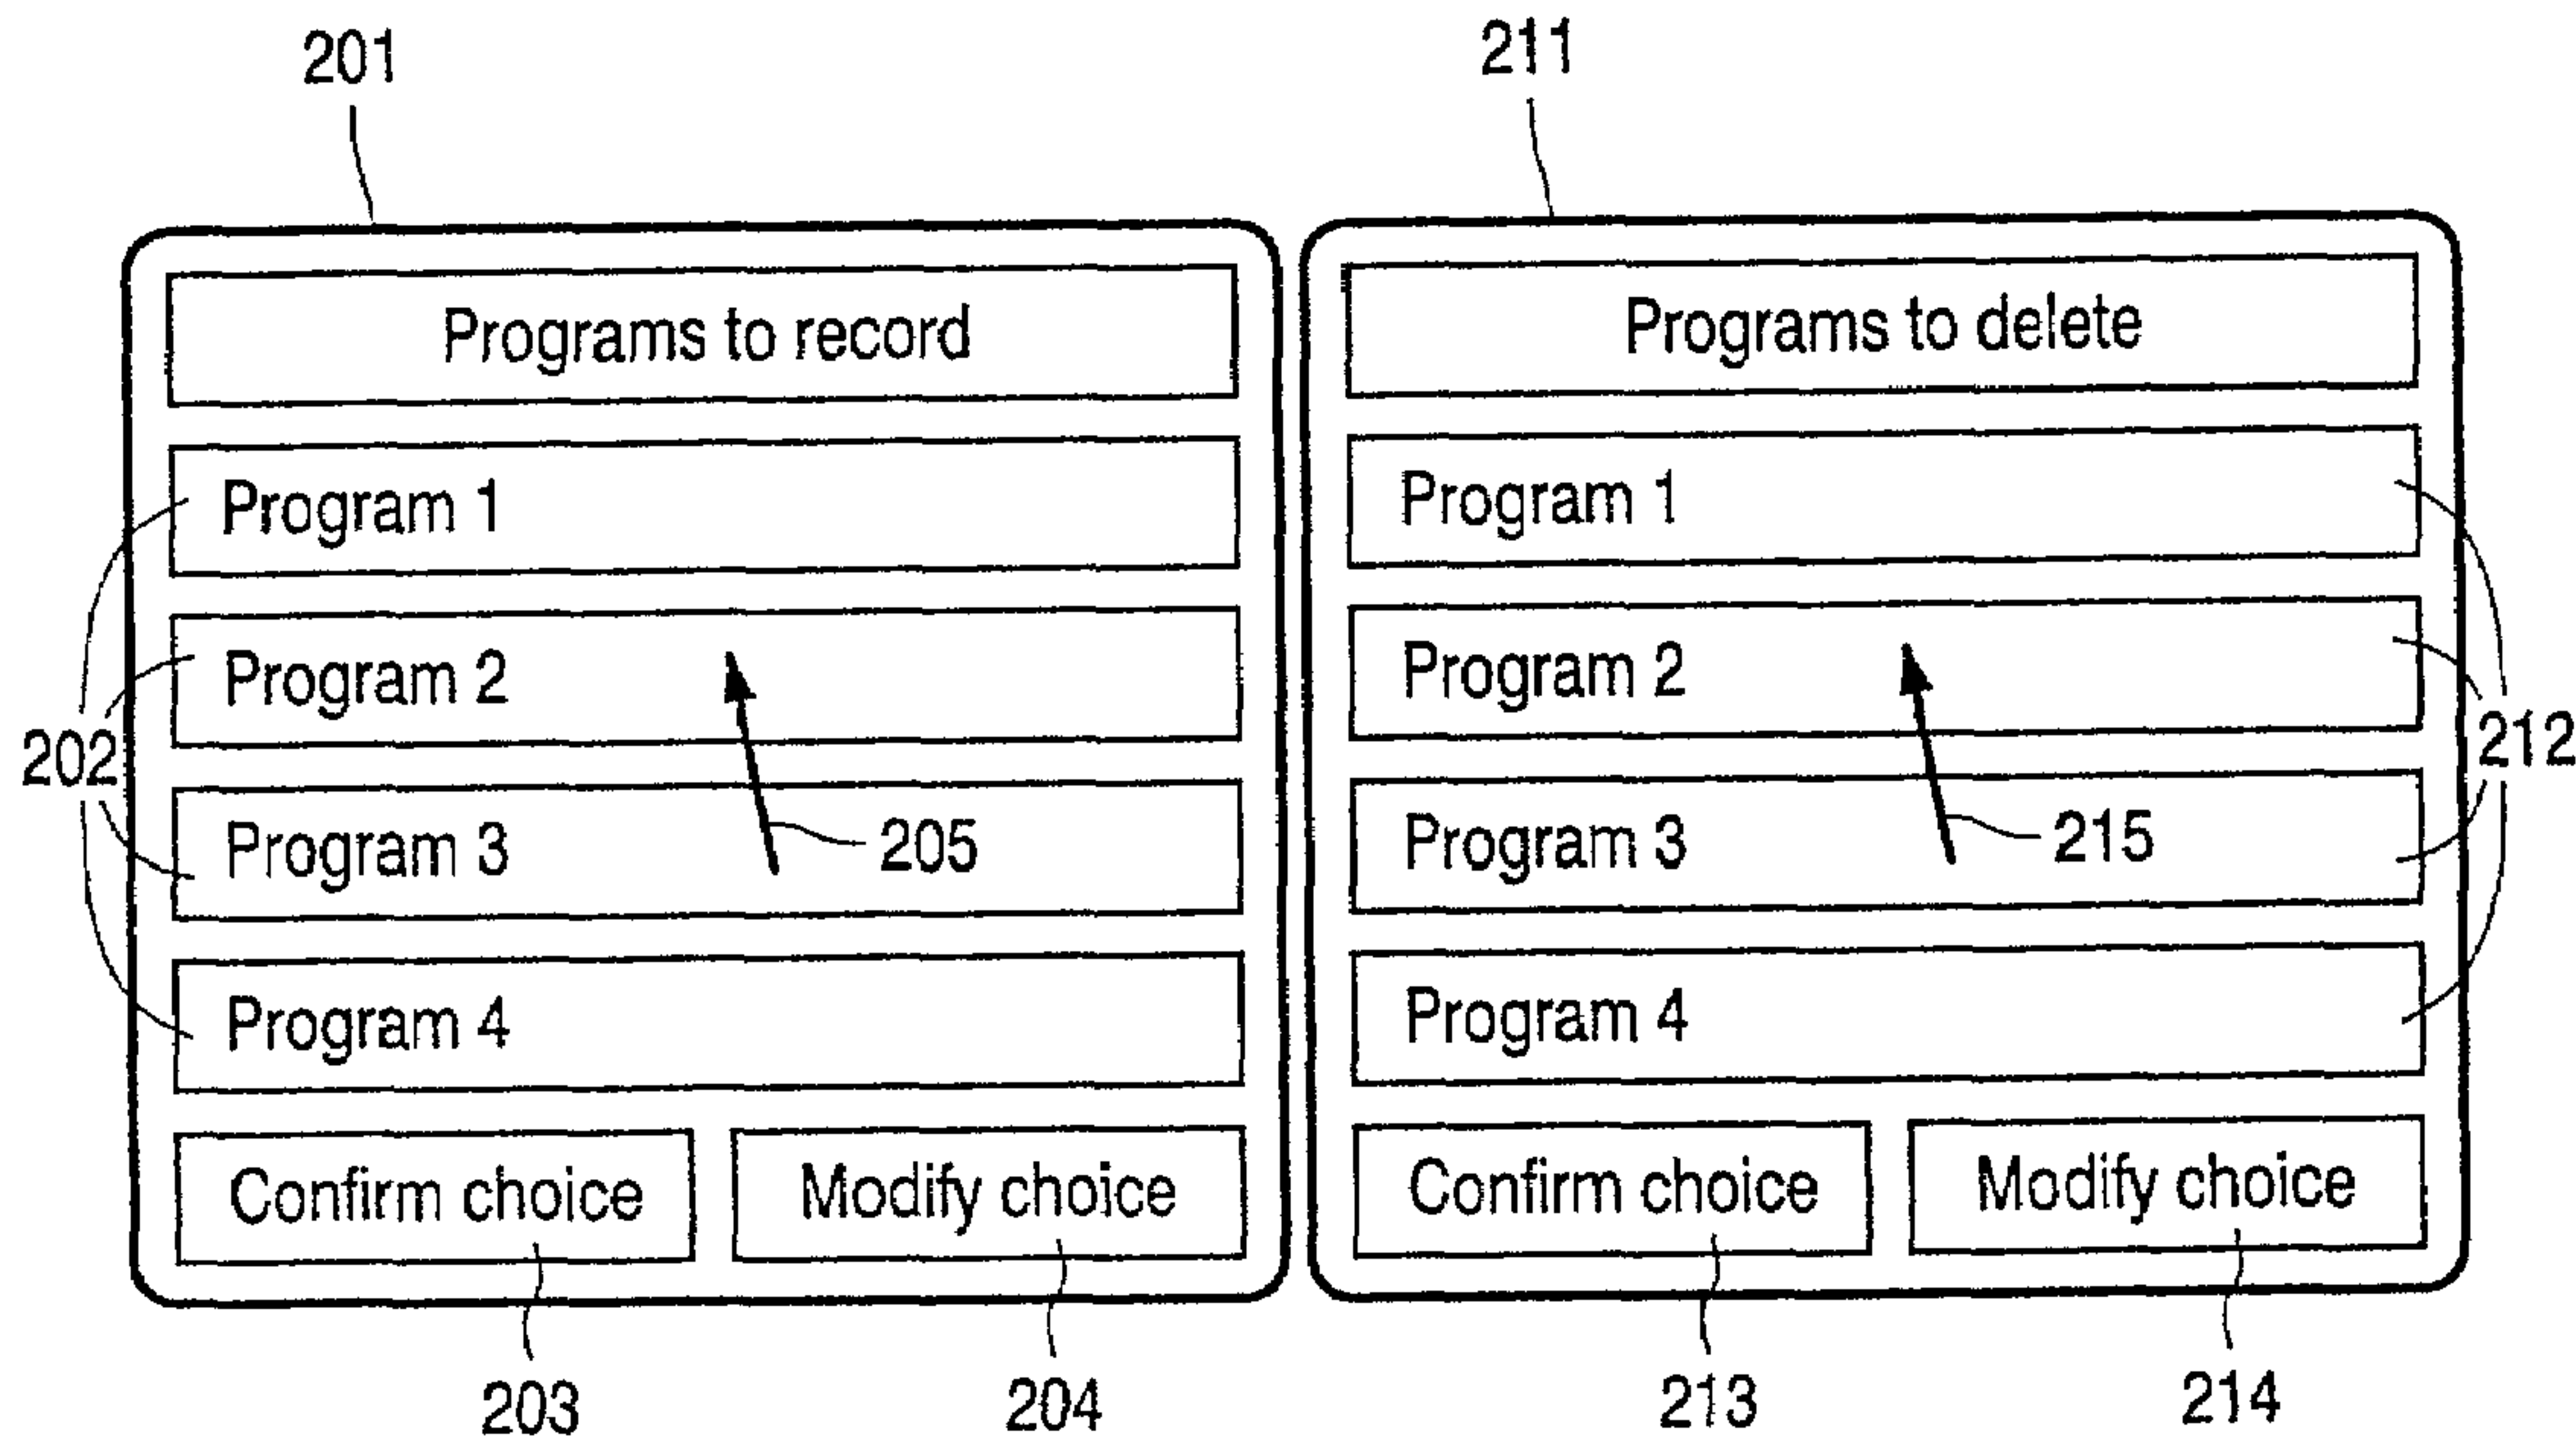 201
211
Programs to record
Programs to delete
Program 1
Program 1
Program 2
Program 2
202
212
Program 3
205
Program 3
215
Program 4
Program 4
Confirm choice
Modify choice
Confirm choice
Modify choice
203
204
213
214